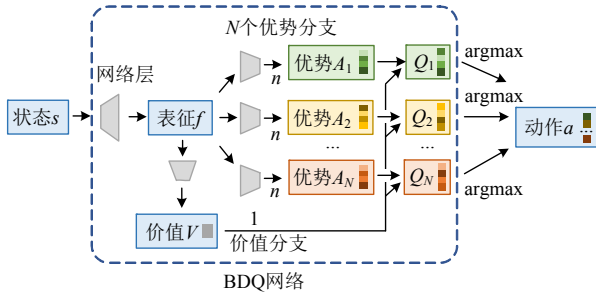 N个优势分支
网络层
状态s
表征f
n
优势A₁
Q₁
argmax
n
优势A₂
Q₂
argmax
...
...
n
优势A_N
Q_N
argmax
动作a
...
价值V
1
价值分支
BDQ网络